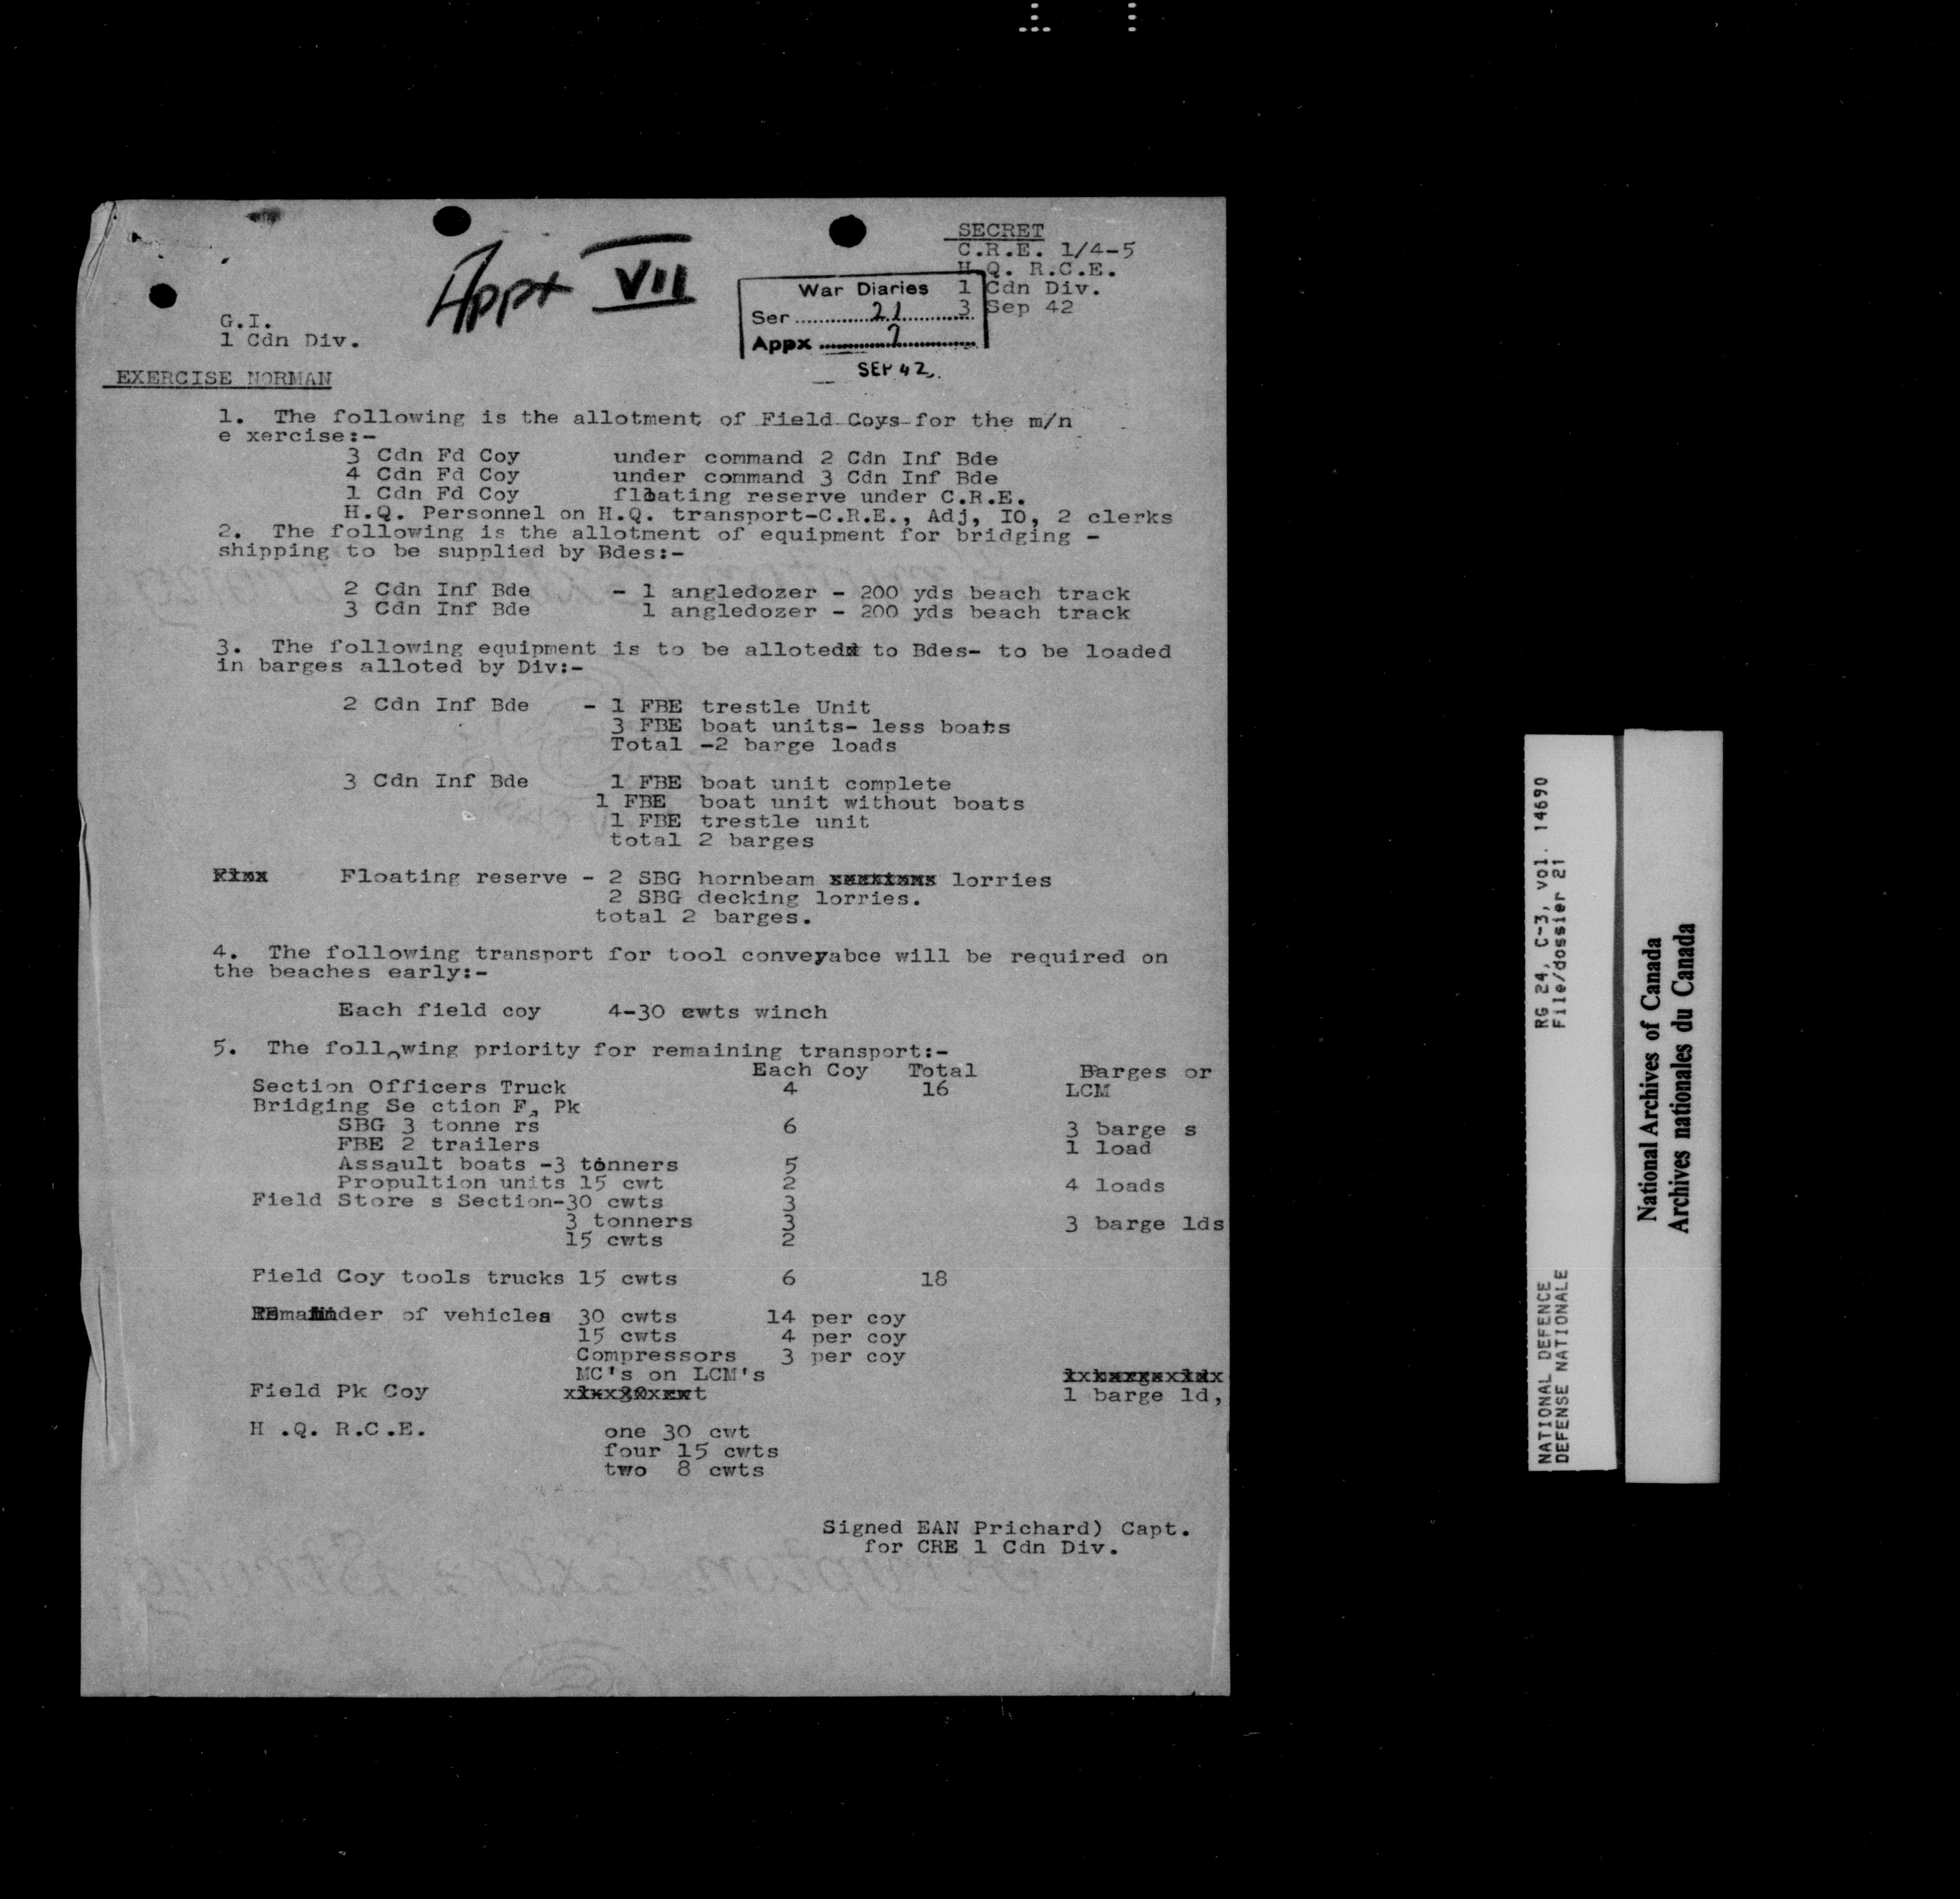 SECRET
C.R.E. 1/4-5
H.Q. R.C.E.
1 Cdn Div.
3 Sep 42
Appx VII
War Diaries
Ser 21
Appx 7
SEP 42
G.I.
1 Cdn Div.
EXERCISE NORMAN
1. The following is the allotment of Field Coys for the m/n
e xercise:-
3 Cdn Fd Coy under command 2 Cdn Inf Bde
4 Cdn Fd Coy under command 3 Cdn Inf Bde
1 Cdn Fd Coy floating reserve under C.R.E.
H.Q. Personnel on H.Q. transport-C.R.E., Adj, IO, 2 clerks
2. The following is the allotment of equipment for bridging -
shipping to be supplied by Bdes:-
2 Cdn Inf Bde - 1 angledozer - 200 yds beach track
3 Cdn Inf Bde 1 angledozer - 200 yds beach track
3. The following equipment is to be alloted to Bdes- to be loaded
in barges alloted by Div:-
2 Cdn Inf Bde - 1 FBE trestle Unit
3 FBE boat units- less boats
Total -2 barge loads
3 Cdn Inf Bde 1 FBE boat unit complete
1 FBE boat unit without boats
1 FBE trestle unit
total 2 barges
Floating reserve - 2 SBG hornbeam lorries
2 SBG decking lorries.
total 2 barges.
4. The following transport for tool conveyabce will be required on
the beaches early:-
Each field coy 4-30 cwts winch
5. The following priority for remaining transport:-
Each Coy Total Barges or
Section Officers Truck 4 16 LCM
Bridging Se ction F. Pk
SBG 3 tonne rs 6 3 barge s
FBE 2 trailers 1 load
Assault boats -3 tonners 5
Propultion units 15 cwt 2 4 loads
Field Store s Section-30 cwts 3
3 tonners 3 3 barge lds
15 cwts 2
Field Coy tools trucks 15 cwts 6 18
Remainder of vehicles 30 cwts 14 per coy
15 cwts 4 per coy
Compressors 3 per coy
MC's on LCM's
Field Pk Coy 1 barge ld,
H .Q. R.C.E. one 30 cwt
four 15 cwts
two 8 cwts
Signed EAN Prichard) Capt.
for CRE 1 Cdn Div.
RG 24, C-3, vol. 14690
File/dossier 21
NATIONAL DEFENCE
DEFENSE NATIONALE
National Archives of Canada
Archives nationales du Canada